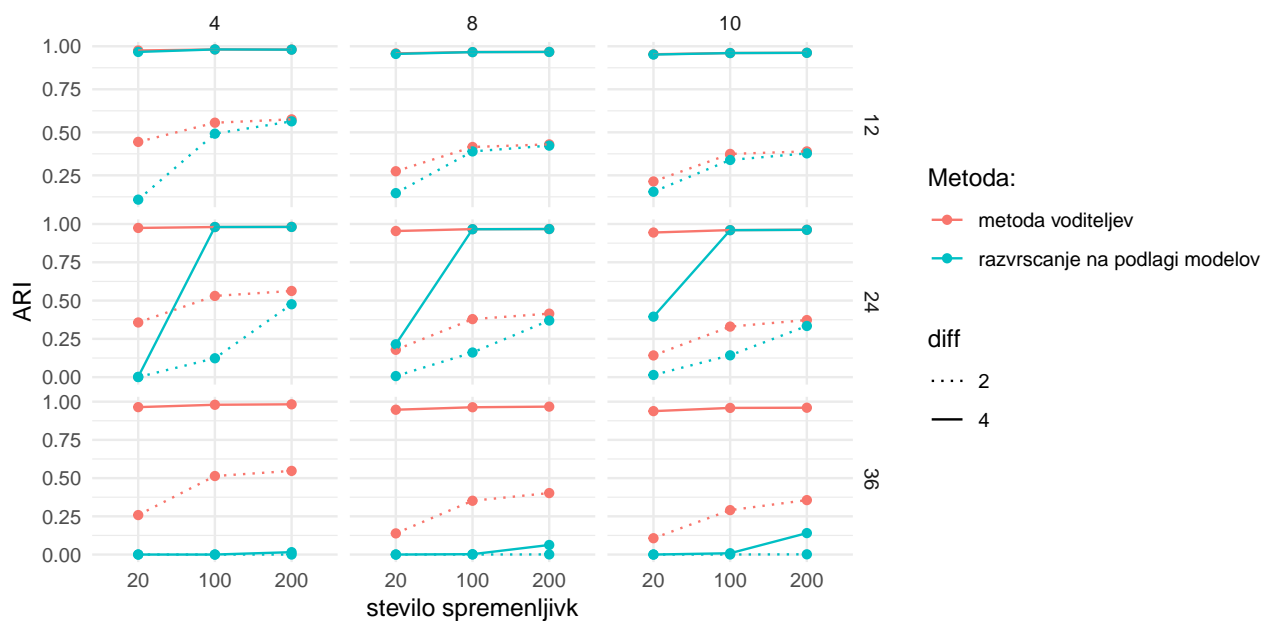 4 8 10
1.00
0.75
0.50
0.25
12
1.00
0.75
0.50
0.25
0.00
24
1.00
0.75
0.50
0.25
0.00
36
ARI
20 100 200 20 100 200 20 100 200
stevilo spremenljivk
Metoda:
metoda voditeljev
razvrscanje na podlagi modelov
diff
2
4